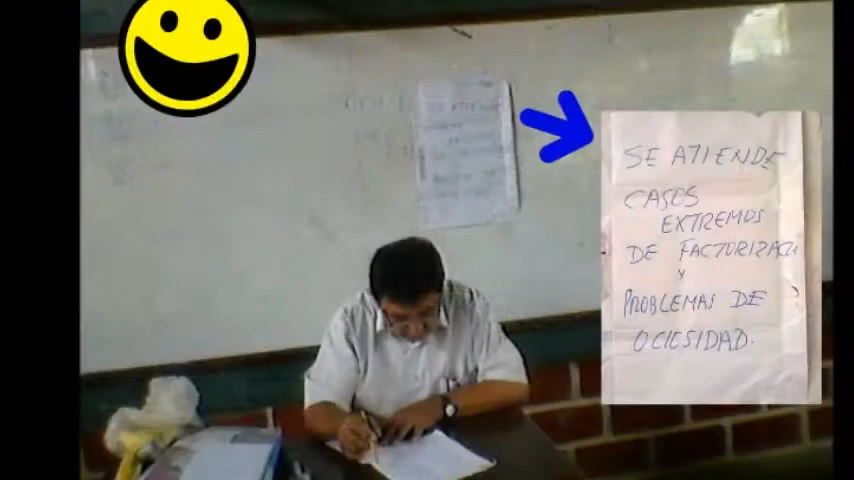 SE ATIENDE
CASOS
EXTREMOS
DE FACTORIZACI
Y
PROBLEMAS DE
OCIESIDAD.